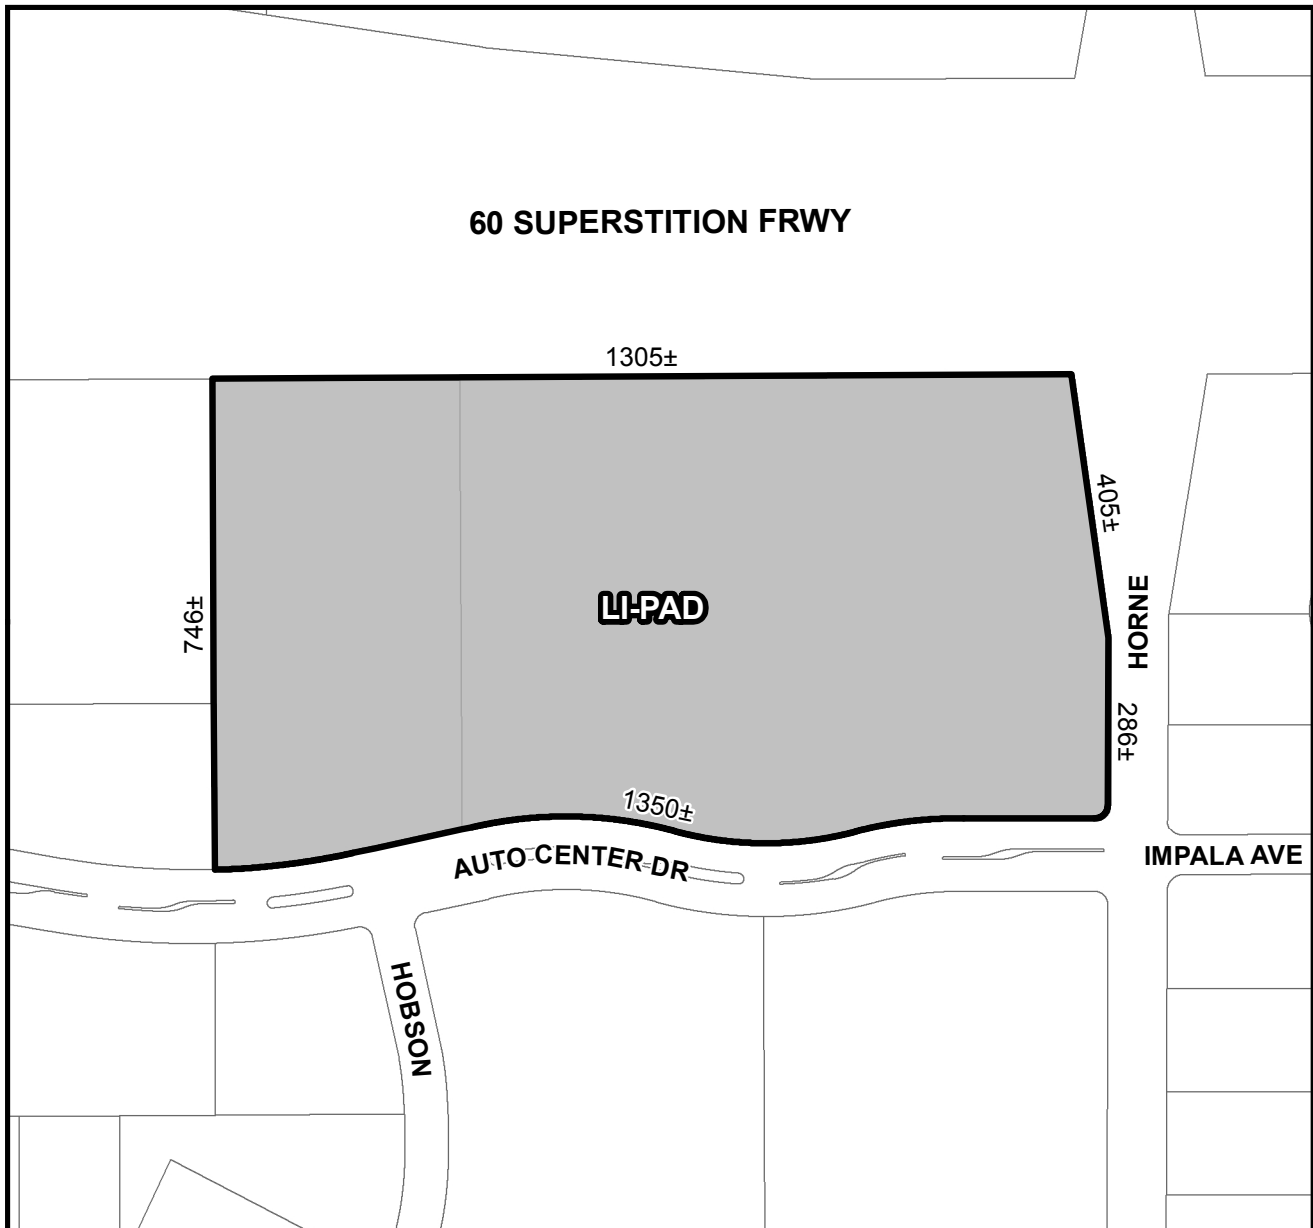 60 SUPERSTITION FRWY
1305±
405±
HORNE
746±
LI-PAD
286±
1350±
AUTO CENTER DR
IMPALA AVE
HOBSON